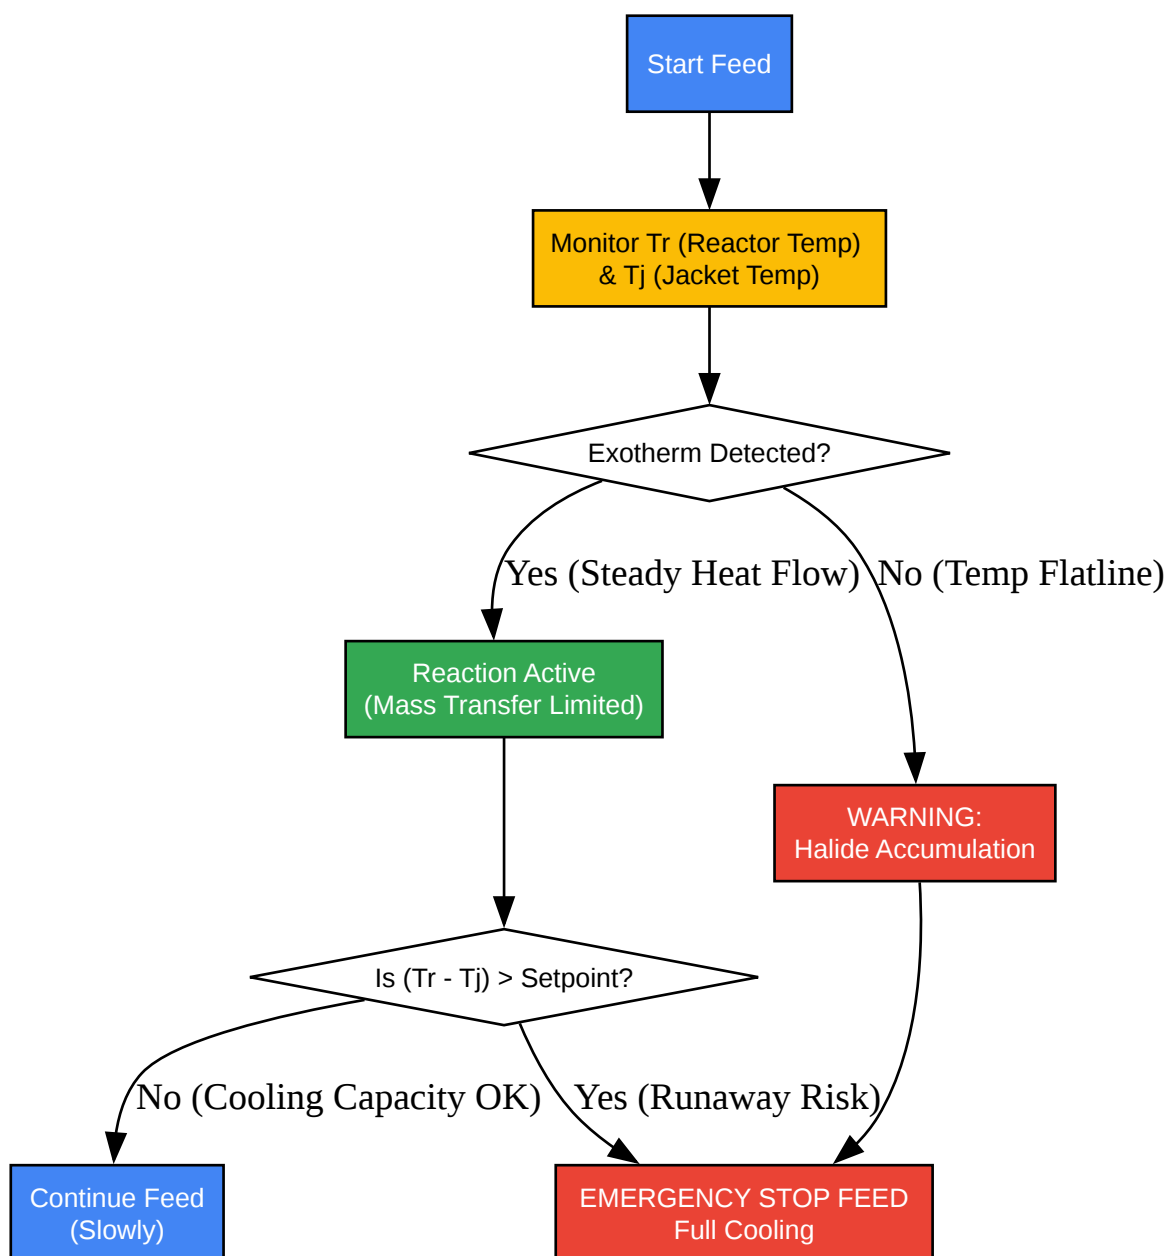 Start Feed
Monitor Tr (Reactor Temp)
& Tj (Jacket Temp)
Exotherm Detected?
Yes (Steady Heat Flow)
No (Temp Flatline)
Reaction Active
(Mass Transfer Limited)
WARNING:
Halide Accumulation
Is (Tr - Tj) > Setpoint?
No (Cooling Capacity OK)
Yes (Runaway Risk)
Continue Feed
(Slowly)
EMERGENCY STOP FEED
Full Cooling